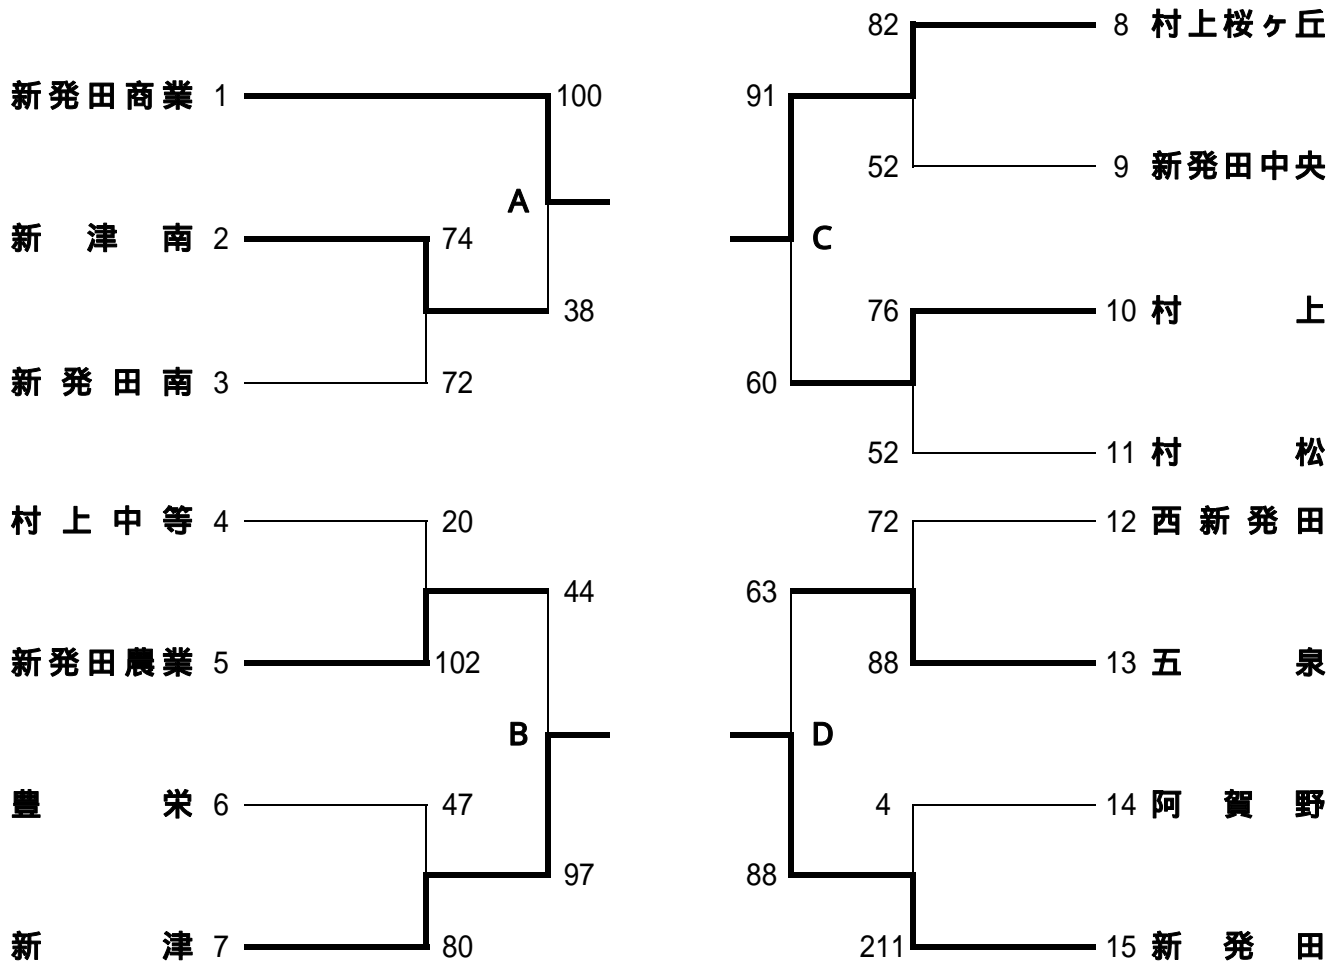 82 8 村上桜ヶ丘
新発田商業 1 100 91
52 9 新発田中央
A
新津南 2 74 C
38 76 10 村上
新発田南 3 72 60
52 11 村松
村上中等 4 20 72 12 西新発田
44 63
新発田農業 5 102 88 13 五泉
B D
豊栄 6 47 4 14 阿賀野
97 88
新津 7 80 211 15 新発田